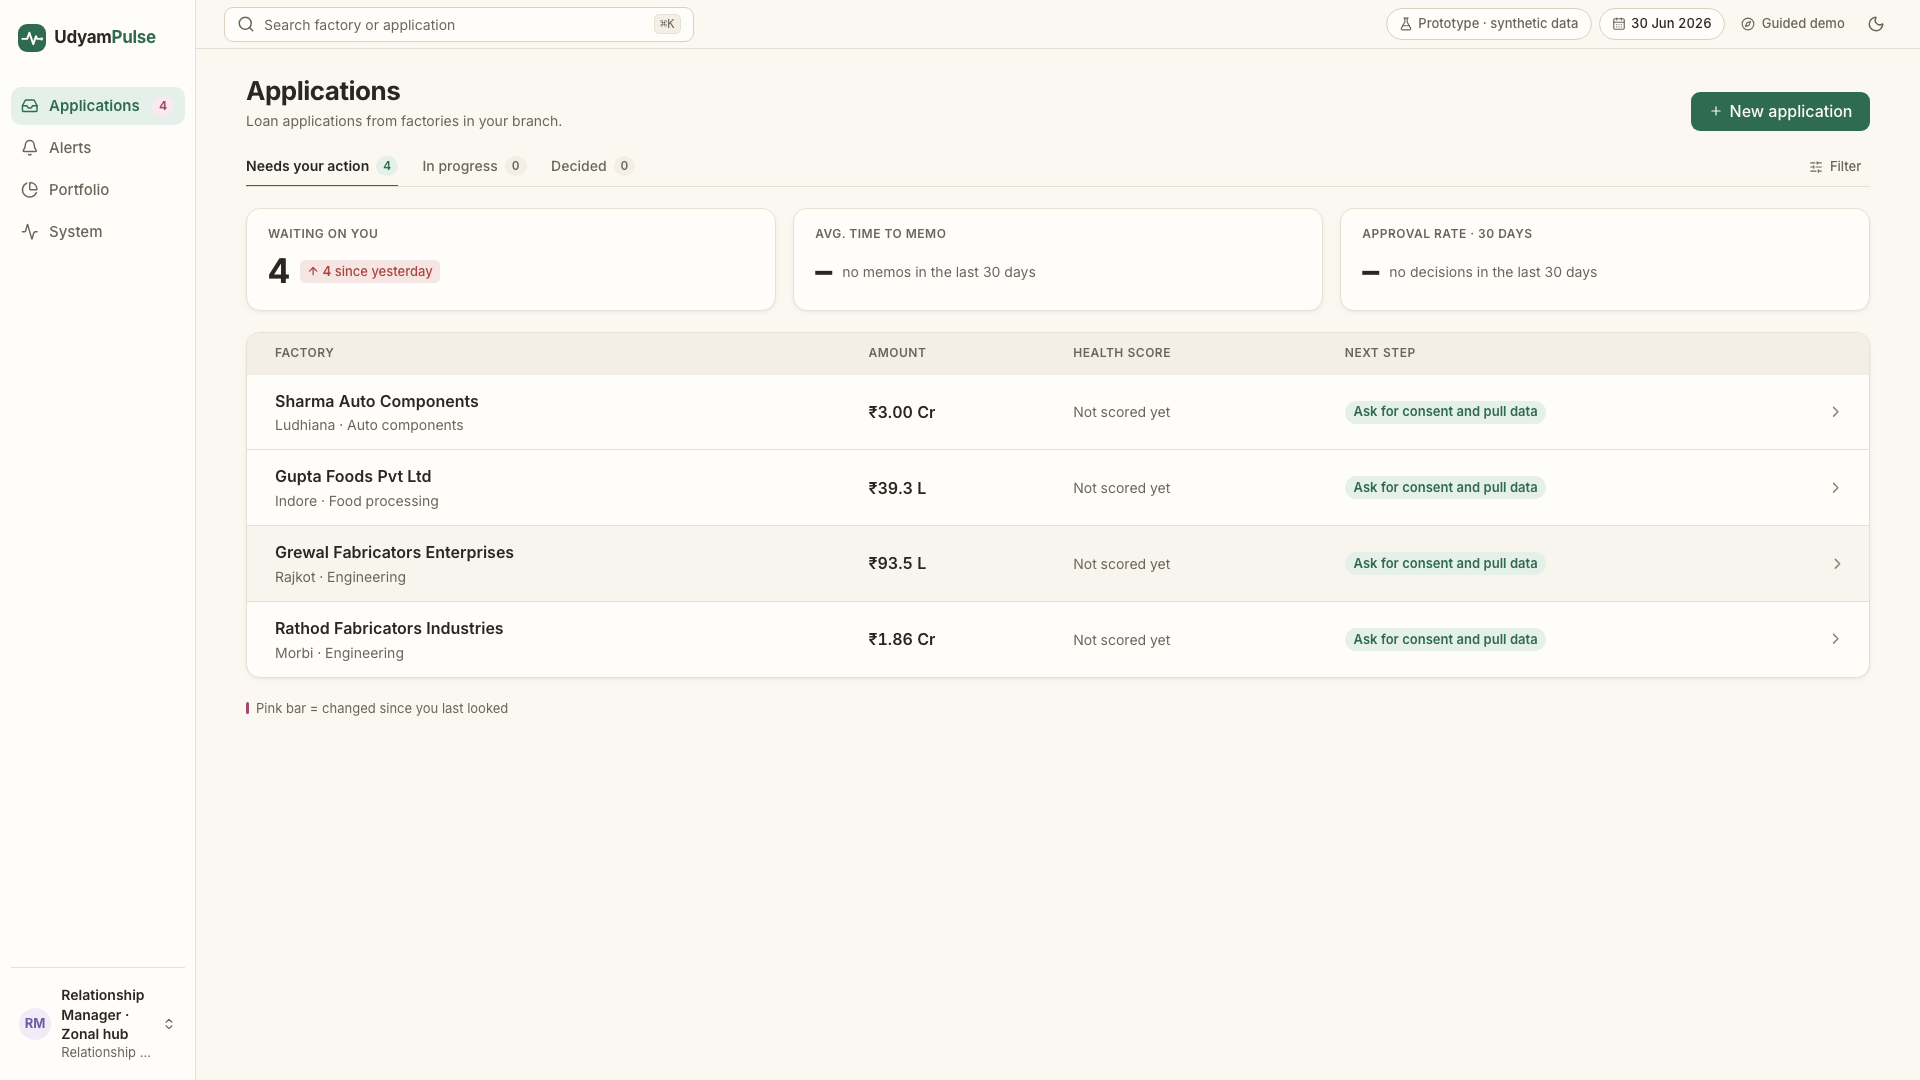 UdyamPulse
Search factory or application
⌘K
Prototype · synthetic data
30 Jun 2026
Guided demo
Applications 4
Alerts
Portfolio
System
Applications
Loan applications from factories in your branch.
+ New application
Needs your action 4
In progress 0
Decided 0
Filter
WAITING ON YOU
4 ↑ 4 since yesterday
AVG. TIME TO MEMO
— no memos in the last 30 days
APPROVAL RATE · 30 DAYS
— no decisions in the last 30 days
FACTORY AMOUNT HEALTH SCORE NEXT STEP
Sharma Auto Components
Ludhiana · Auto components
₹3.00 Cr
Not scored yet
Ask for consent and pull data
Gupta Foods Pvt Ltd
Indore · Food processing
₹39.3 L
Not scored yet
Ask for consent and pull data
Grewal Fabricators Enterprises
Rajkot · Engineering
₹93.5 L
Not scored yet
Ask for consent and pull data
Rathod Fabricators Industries
Morbi · Engineering
₹1.86 Cr
Not scored yet
Ask for consent and pull data
Pink bar = changed since you last looked
RM
Relationship
Manager ·
Zonal hub
Relationship ...